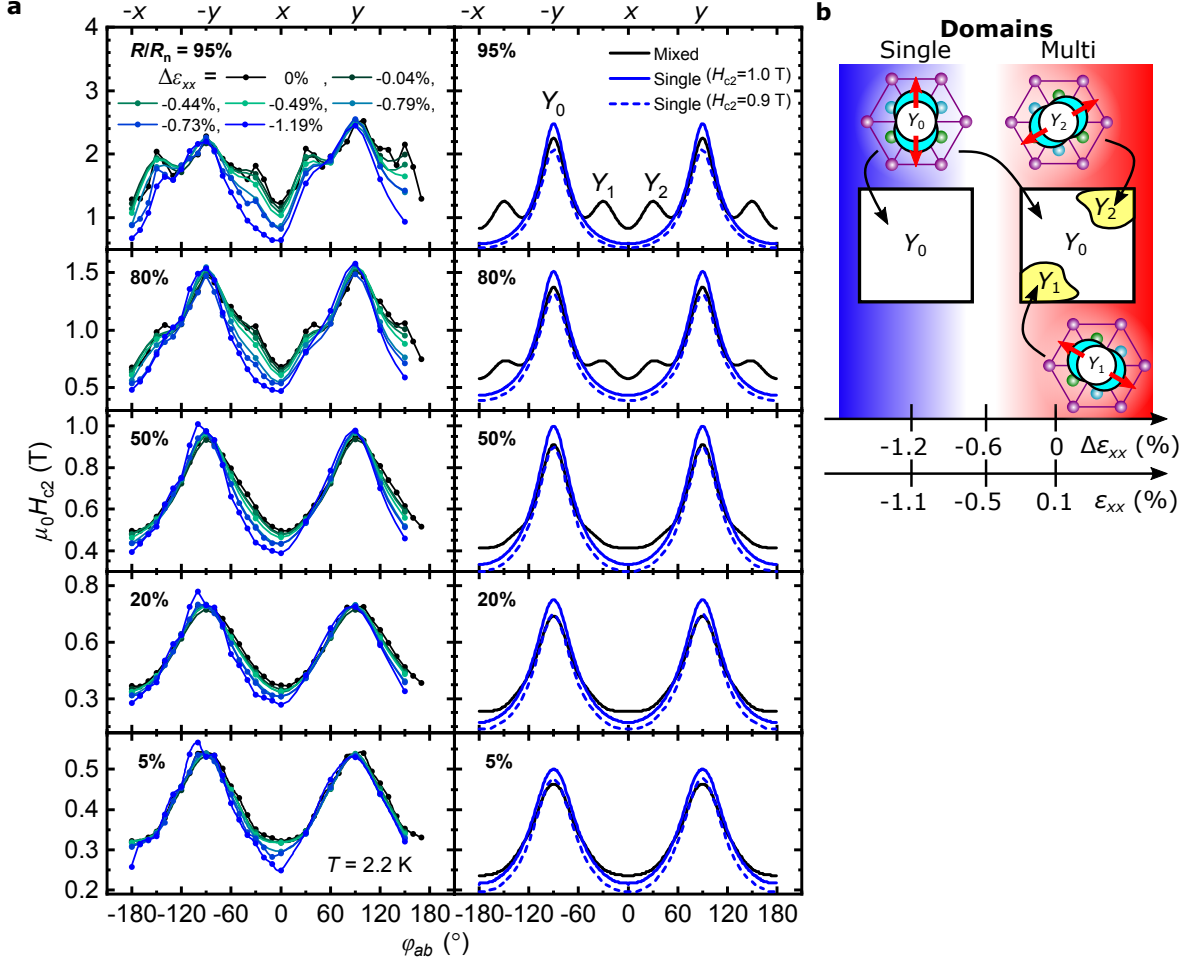 a
-x -y x y
R/Rn = 95%
Δεxx = 0% , -0.04%,
-0.44%, -0.49%, -0.79%,
-0.73%, -1.19%
4
3
2
1
80%
1.5
1.0
0.5
50%
1.0
0.8
0.6
0.4
20%
0.8
0.6
0.3
5%
0.5
0.4
0.3
0.2
T = 2.2 K
μ0Hc2 (T)
-180 -120 -60 0 60 120 180
-x -y x y
95%
Mixed
Single (Hc2=1.0 T)
Single (Hc2=0.9 T)
Y0
Y1 Y2
80%
50%
20%
5%
-180 -120 -60 0 60 120 180
φab (°)
b
Domains
Single Multi
Y0 Y2
Y2
Y0 Y0
Y1
Y1
-1.2 -0.6 0 Δεxx (%)
-1.1 -0.5 0.1 εxx (%)